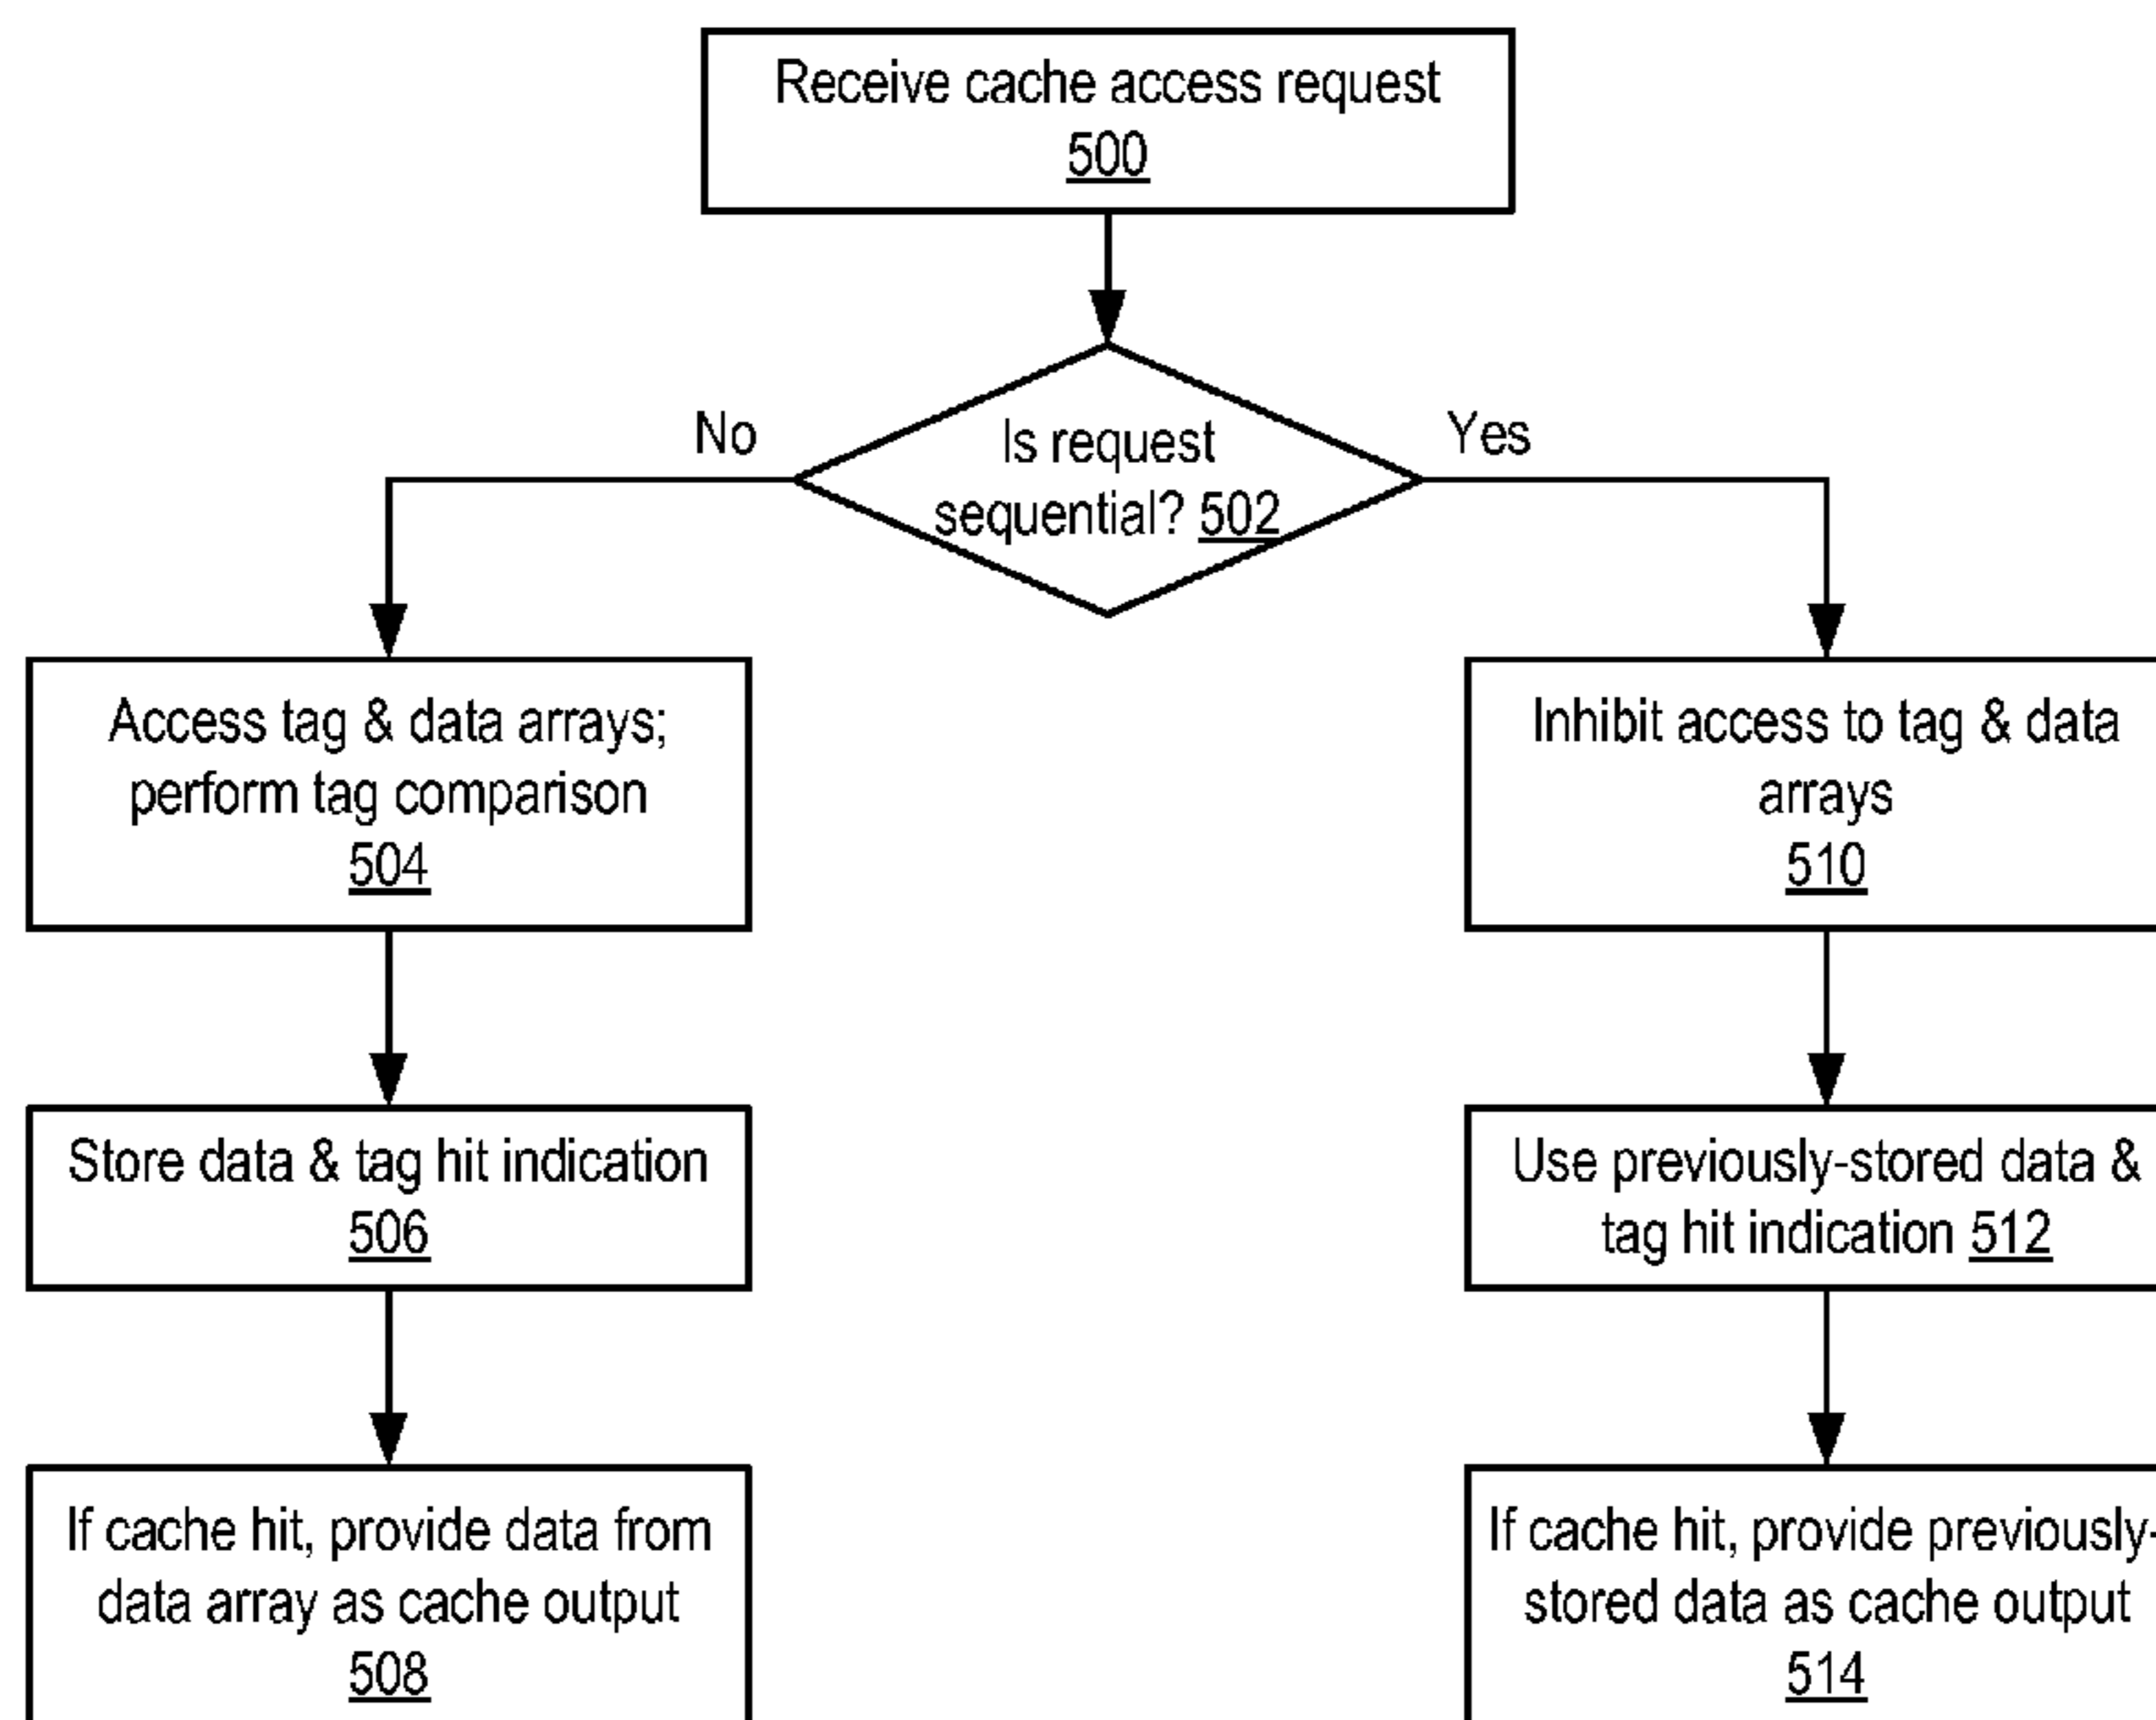 Receive cache access request
500
No
Is request
Yes
sequential? 502
Access tag & data arrays;
perform tag comparison
504
Inhibit access to tag & data
arrays
510
Store data & tag hit indication
506
Use previously-stored data &
tag hit indication 512
If cache hit, provide data from
data array as cache output
508
If cache hit, provide previously-
stored data as cache output
514